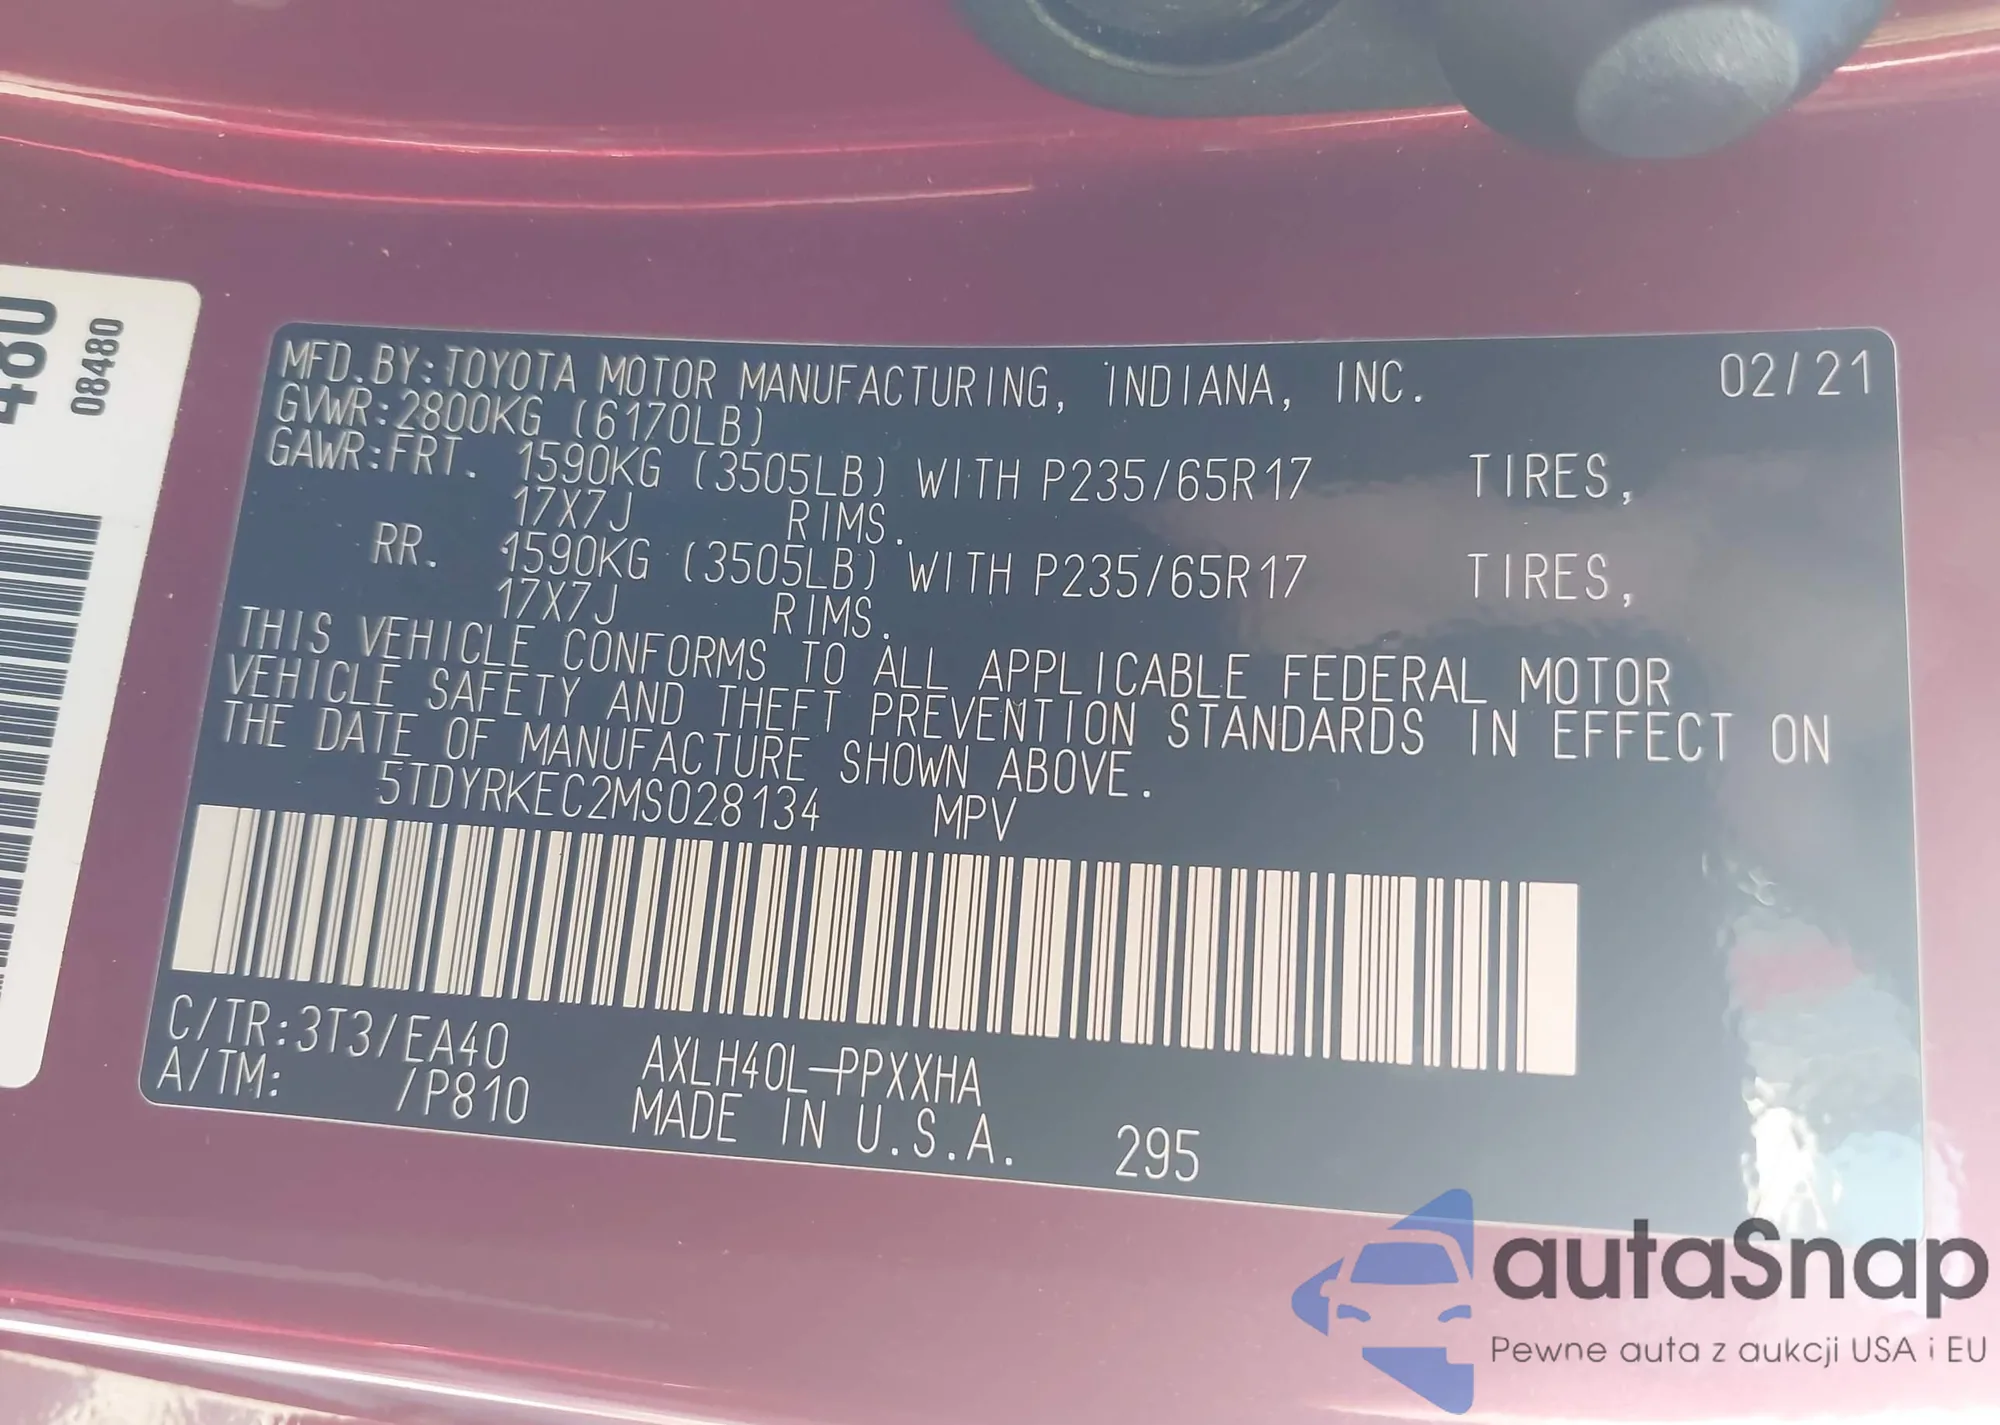 480
08480
MFD.BY:TOYOTA MOTOR MANUFACTURING, INDIANA, INC. 02/21
GVWR:2800KG (6170LB)
GAWR:FRT. 1590KG (3505LB) WITH P235/65R17 TIRES,
17X7J RIMS.
RR. 1590KG (3505LB) WITH P235/65R17 TIRES,
17X7J RIMS.
THIS VEHICLE CONFORMS TO ALL APPLICABLE FEDERAL MOTOR
VEHICLE SAFETY AND THEFT PREVENTION STANDARDS IN EFFECT ON
THE DATE OF MANUFACTURE SHOWN ABOVE.
5TDYRKEC2MS028134 MPV
C/TR:3T3/EA40 AXLH40L-PPXXHA
A/TM: /P810 MADE IN U.S.A. 295
autaSnap
Pewne auta z aukcji USA i EU